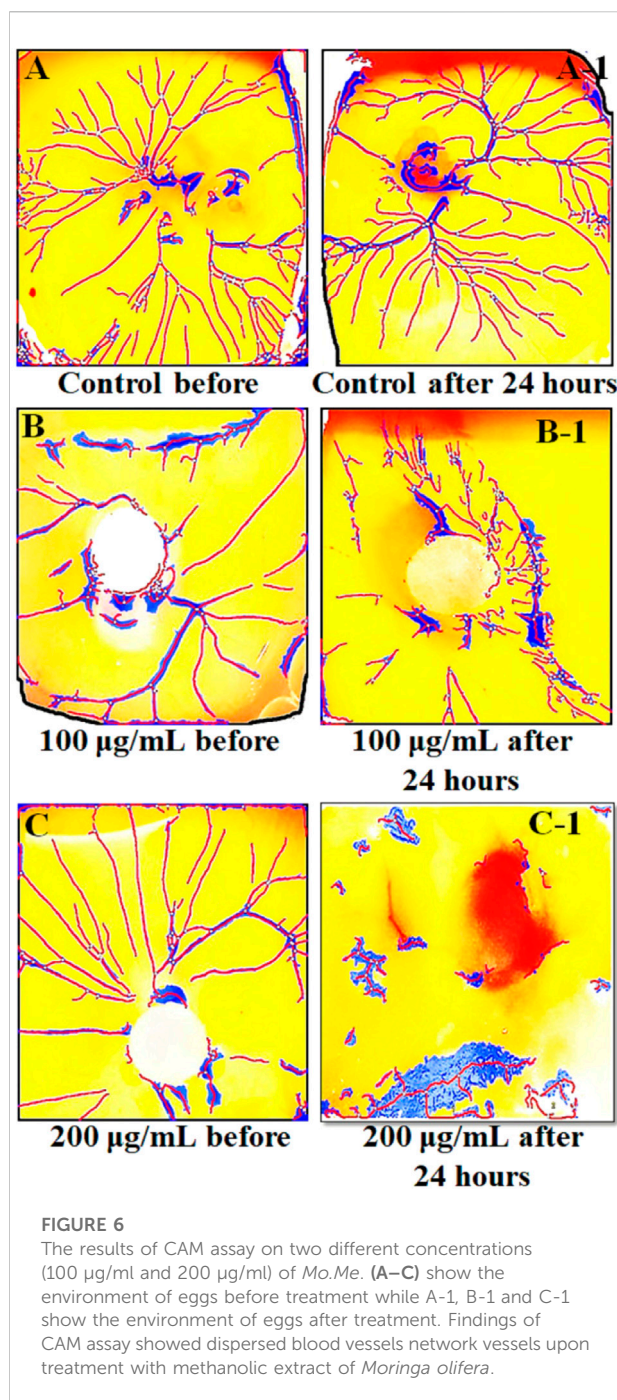 A
A-1
Control before
Control after 24 hours
B
B-1
100 µg/mL before
100 µg/mL after
24 hours
C
C-1
200 µg/mL before
200 µg/mL after
24 hours
FIGURE 6
The results of CAM assay on two different concentrations
(100 µg/ml and 200 µg/ml) of Mo.Me. (A–C) show the
environment of eggs before treatment while A-1, B-1 and C-1
show the environment of eggs after treatment. Findings of
CAM assay showed dispersed blood vessels network vessels upon
treatment with methanolic extract of Moringa olifera.